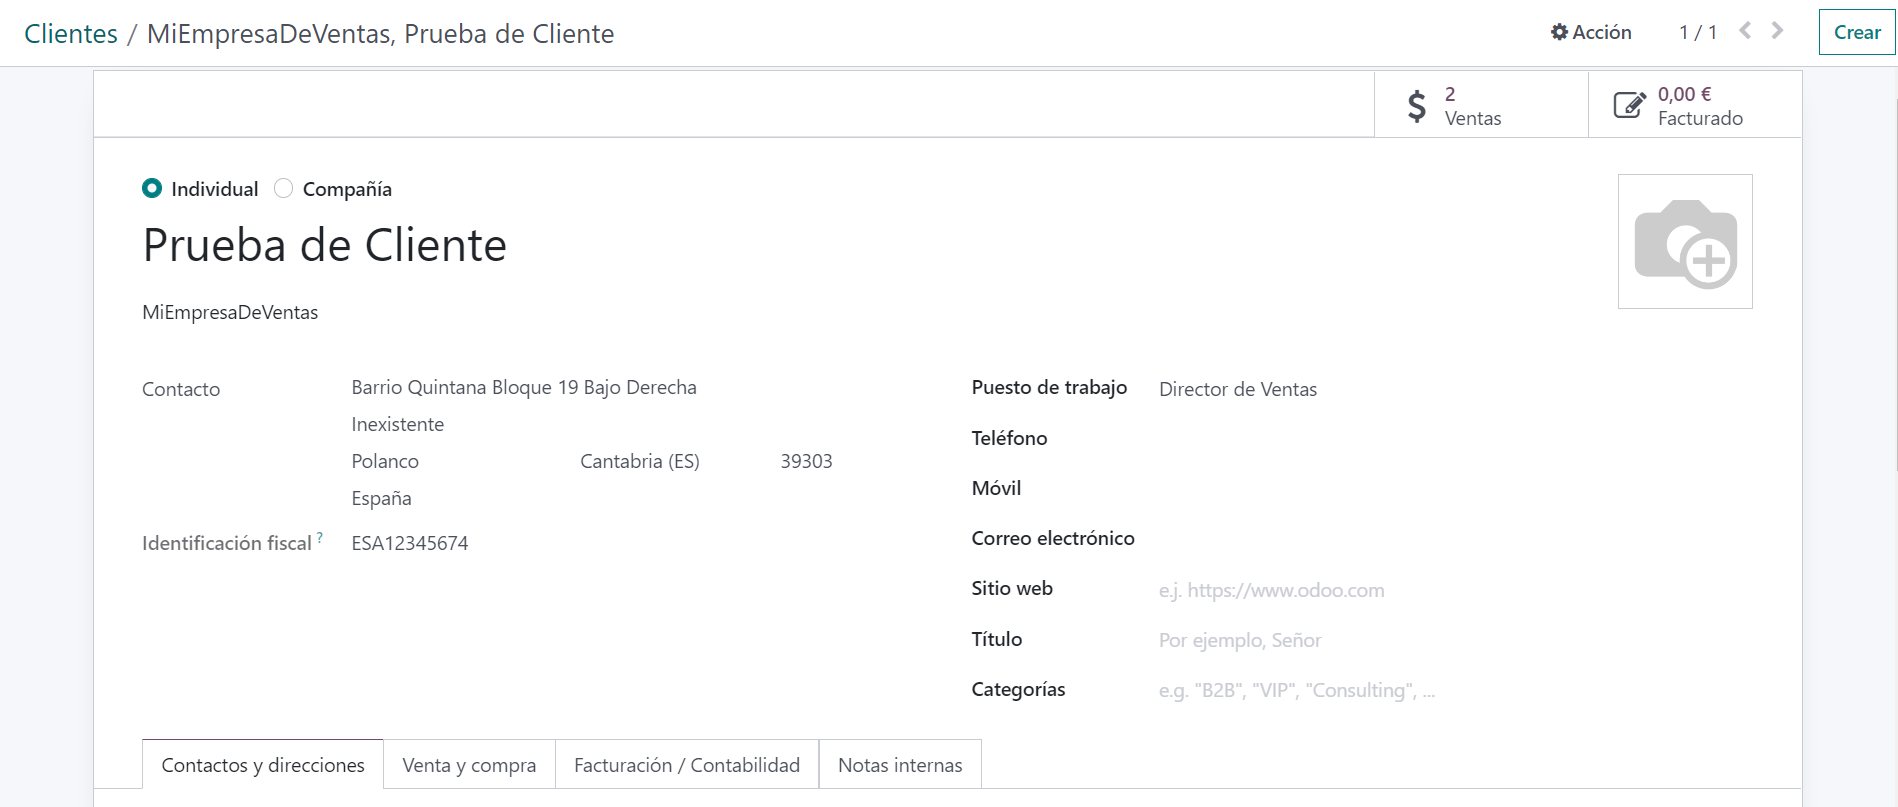 Clientes / MiEmpresaDeVentas, Prueba de Cliente
Acción
1 / 1
Crear
2
Ventas
0,00 €
Facturado
Individual
Compañía
Prueba de Cliente
MiEmpresaDeVentas
Contacto
Barrio Quintana Bloque 19 Bajo Derecha
Inexistente
Polanco Cantabria (ES) 39303
España
Identificación fiscal ?
ESA12345674
Puesto de trabajo Director de Ventas
Teléfono
Móvil
Correo electrónico
Sitio web e.j. https://www.odoo.com
Título Por ejemplo, Señor
Categorías e.g. "B2B", "VIP", "Consulting", ...
Contactos y direcciones
Venta y compra
Facturación / Contabilidad
Notas internas